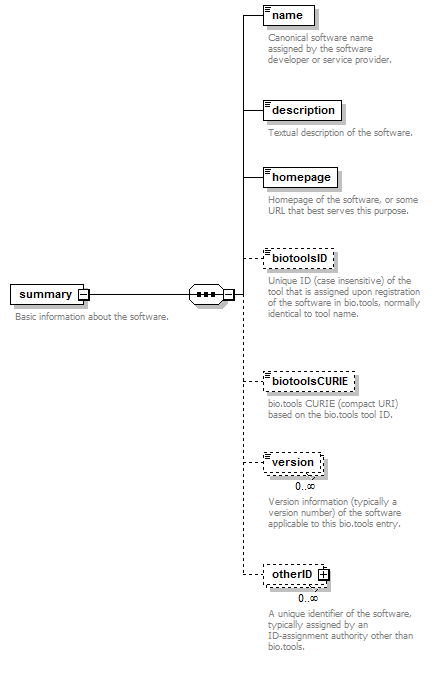 name
Canonical software name
assigned by the software
developer or service provider.
description
Textual description of the software.
homepage
Homepage of the software, or some
URL that best serves this purpose.
biotoolsID
Unique ID (case insensitive) of the
tool that is assigned upon registration
of the software in bio.tools, normally
identical to tool name.
summary
Basic information about the software.
biotoolsCURIE
bio.tools CURIE (compact URI)
based on the bio.tools tool ID.
version
0..∞
Version information (typically a
version number) of the software
applicable to this bio.tools entry.
otherID
0..∞
A unique identifier of the software,
typically assigned by an
ID-assignment authority other than
bio.tools.